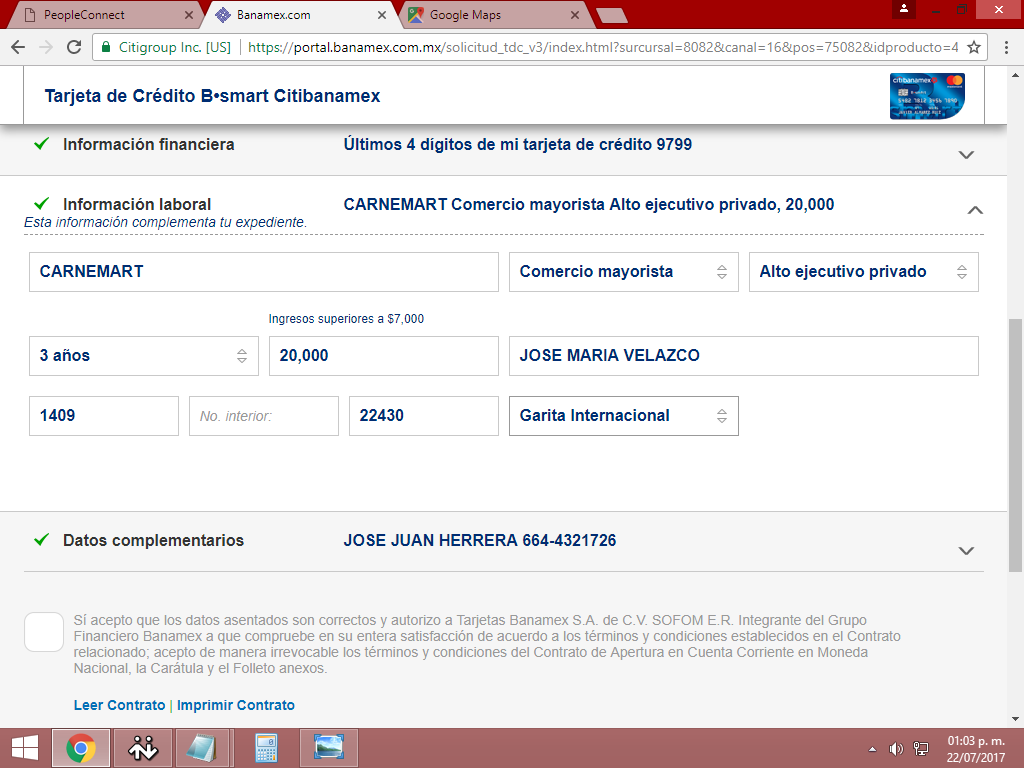 PeopleConnect
Banamex.com
Google Maps
Citigroup Inc. [US]
https://portal.banamex.com.mx/solicitud_tdc_v3/index.html?surcursal=8082&canal=16&pos=75082&idproducto=4
Tarjeta de Crédito B•smart Citibanamex
citibanamex
Información financiera
Últimos 4 dígitos de mi tarjeta de crédito 9799
Información laboral
CARNEMART Comercio mayorista Alto ejecutivo privado, 20,000
Esta información complementa tu expediente.
CARNEMART
Comercio mayorista
Alto ejecutivo privado
Ingresos superiores a $7,000
3 años
20,000
JOSE MARIA VELAZCO
1409
No. interior:
22430
Garita Internacional
Datos complementarios
JOSE JUAN HERRERA 664-4321726
Sí acepto que los datos asentados son correctos y autorizo a Tarjetas Banamex S.A. de C.V. SOFOM E.R. Integrante del Grupo
Financiero Banamex a que compruebe en su entera satisfacción de acuerdo a los términos y condiciones establecidos en el Contrato
relacionado; acepto de manera irrevocable los términos y condiciones del Contrato de Apertura en Cuenta Corriente en Moneda
Nacional, la Carátula y el Folleto anexos.
Leer Contrato | Imprimir Contrato
01:03 p. m.
22/07/2017